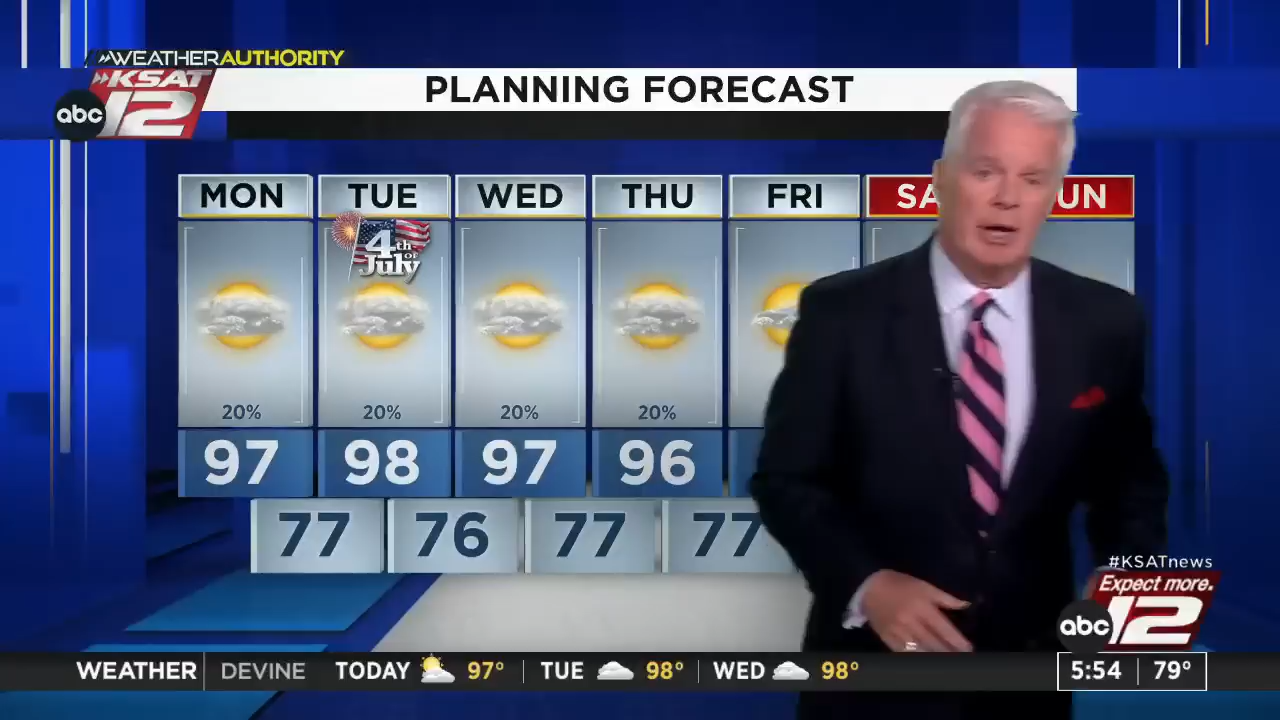 WEATHERAUTHORITY
KSAT
abc 12
PLANNING FORECAST
MON TUE WED THU FRI
4th of July
20% 20% 20% 20%
97 98 97 96
77 76 77 77
#KSATnews
Expect more.
abc 12
WEATHER DEVINE TODAY 97° TUE 98° WED 98° 5:54 79°